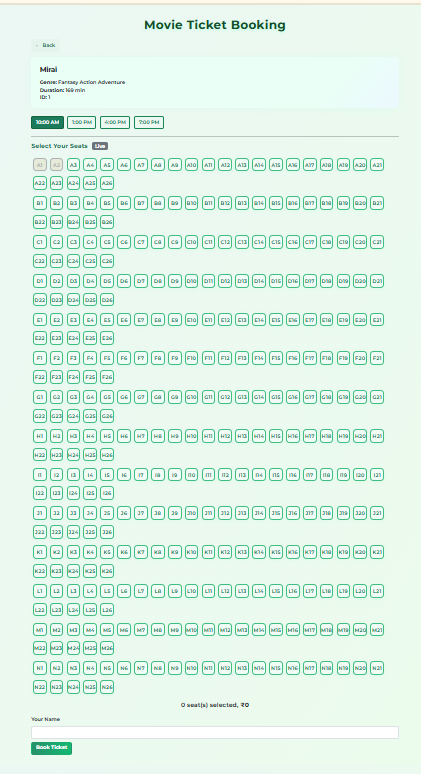 Movie Ticket Booking
← Back
Mirai
Genre: Fantasy Action Adventure
Duration: 169 min
ID: 1
10:00 AM 1:00 PM 4:00 PM 7:00 PM
Select Your Seats Live
A1 A2 A3 A4 A5 A6 A7 A8 A9 A10 A11 A12 A13 A14 A15 A16 A17 A18 A19 A20 A21
A22 A23 A24 A25 A26
B1 B2 B3 B4 B5 B6 B7 B8 B9 B10 B11 B12 B13 B14 B15 B16 B17 B18 B19 B20 B21
B22 B23 B24 B25 B26
C1 C2 C3 C4 C5 C6 C7 C8 C9 C10 C11 C12 C13 C14 C15 C16 C17 C18 C19 C20 C21
C22 C23 C24 C25 C26
D1 D2 D3 D4 D5 D6 D7 D8 D9 D10 D11 D12 D13 D14 D15 D16 D17 D18 D19 D20 D21
D22 D23 D24 D25 D26
E1 E2 E3 E4 E5 E6 E7 E8 E9 E10 E11 E12 E13 E14 E15 E16 E17 E18 E19 E20 E21
E22 E23 E24 E25 E26
F1 F2 F3 F4 F5 F6 F7 F8 F9 F10 F11 F12 F13 F14 F15 F16 F17 F18 F19 F20 F21
F22 F23 F24 F25 F26
G1 G2 G3 G4 G5 G6 G7 G8 G9 G10 G11 G12 G13 G14 G15 G16 G17 G18 G19 G20 G21
G22 G23 G24 G25 G26
H1 H2 H3 H4 H5 H6 H7 H8 H9 H10 H11 H12 H13 H14 H15 H16 H17 H18 H19 H20 H21
H22 H23 H24 H25 H26
I1 I2 I3 I4 I5 I6 I7 I8 I9 I10 I11 I12 I13 I14 I15 I16 I17 I18 I19 I20 I21
I22 I23 I24 I25 I26
J1 J2 J3 J4 J5 J6 J7 J8 J9 J10 J11 J12 J13 J14 J15 J16 J17 J18 J19 J20 J21
J22 J23 J24 J25 J26
K1 K2 K3 K4 K5 K6 K7 K8 K9 K10 K11 K12 K13 K14 K15 K16 K17 K18 K19 K20 K21
K22 K23 K24 K25 K26
L1 L2 L3 L4 L5 L6 L7 L8 L9 L10 L11 L12 L13 L14 L15 L16 L17 L18 L19 L20 L21
L22 L23 L24 L25 L26
M1 M2 M3 M4 M5 M6 M7 M8 M9 M10 M11 M12 M13 M14 M15 M16 M17 M18 M19 M20 M21
M22 M23 M24 M25 M26
N1 N2 N3 N4 N5 N6 N7 N8 N9 N10 N11 N12 N13 N14 N15 N16 N17 N18 N19 N20 N21
N22 N23 N24 N25 N26
0 seat(s) selected, ₹0
Your Name
Book Ticket